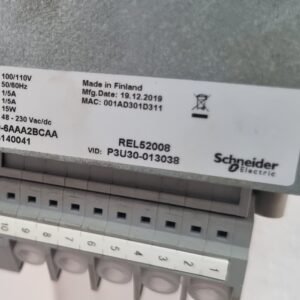 100/110V
50/60Hz
1/5A
1/5A
15W
48 - 230 Vac/dc
-6AAA2BCAA
5140041
Made in Finland
Mfg.Date: 19.12.2019
MAC: 001AD301D311
REL52008
VID: P3U30-013038
Schneider
Electric
10 9 8 7 6 5 4 3 2 1